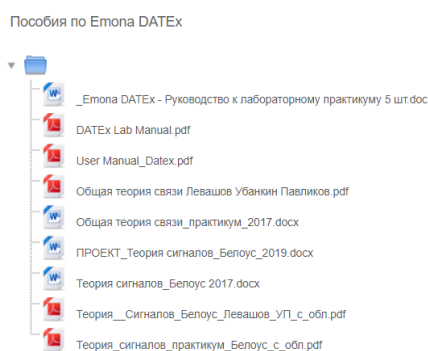 Пособия по Emona DATEx
_Emona DATEx - Руководство к лабораторному практикуму 5 шт.doc
DATEx Lab Manual.pdf
User Manual_Datex.pdf
Общая теория связи Левашов Убанкин Павликов.pdf
Общая теория связи_практикум_2017.docx
ПРОЕКТ_Теория сигналов_Белоус_2019.docx
Теория сигналов_Белоус 2017.docx
Теория__Сигналов_Белоус_Левашов_УП_с_обл.pdf
Теория_сигналов_практикум_Белоус_с_обл.pdf